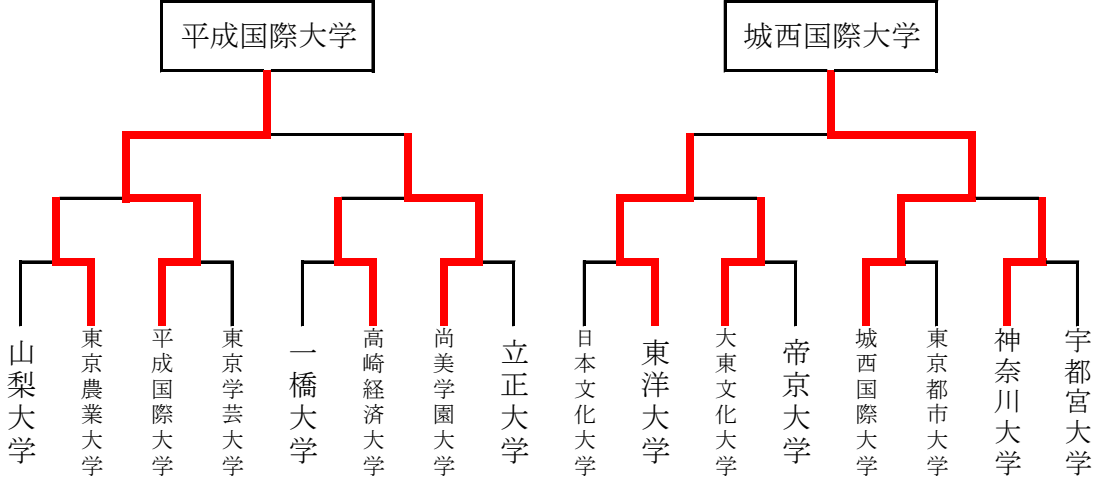 平成国際大学
城西国際大学
山梨大学
東京農業大学
平成国際大学
東京学芸大学
一橋大学
高崎経済大学
尚美学園大学
立正大学
日本文化大学
東洋大学
大東文化大学
帝京大学
城西国際大学
東京都市大学
神奈川大学
宇都宮大学